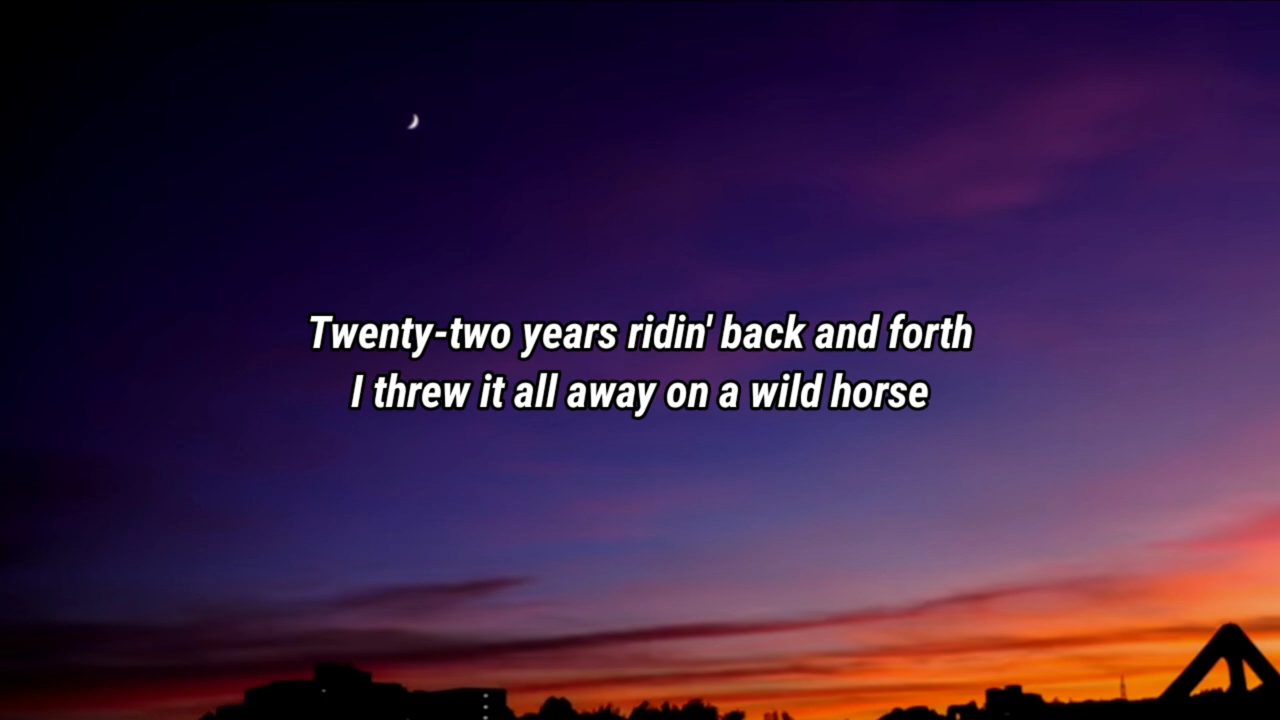 Twenty-two years ridin' back and forth
I threw it all away on a wild horse